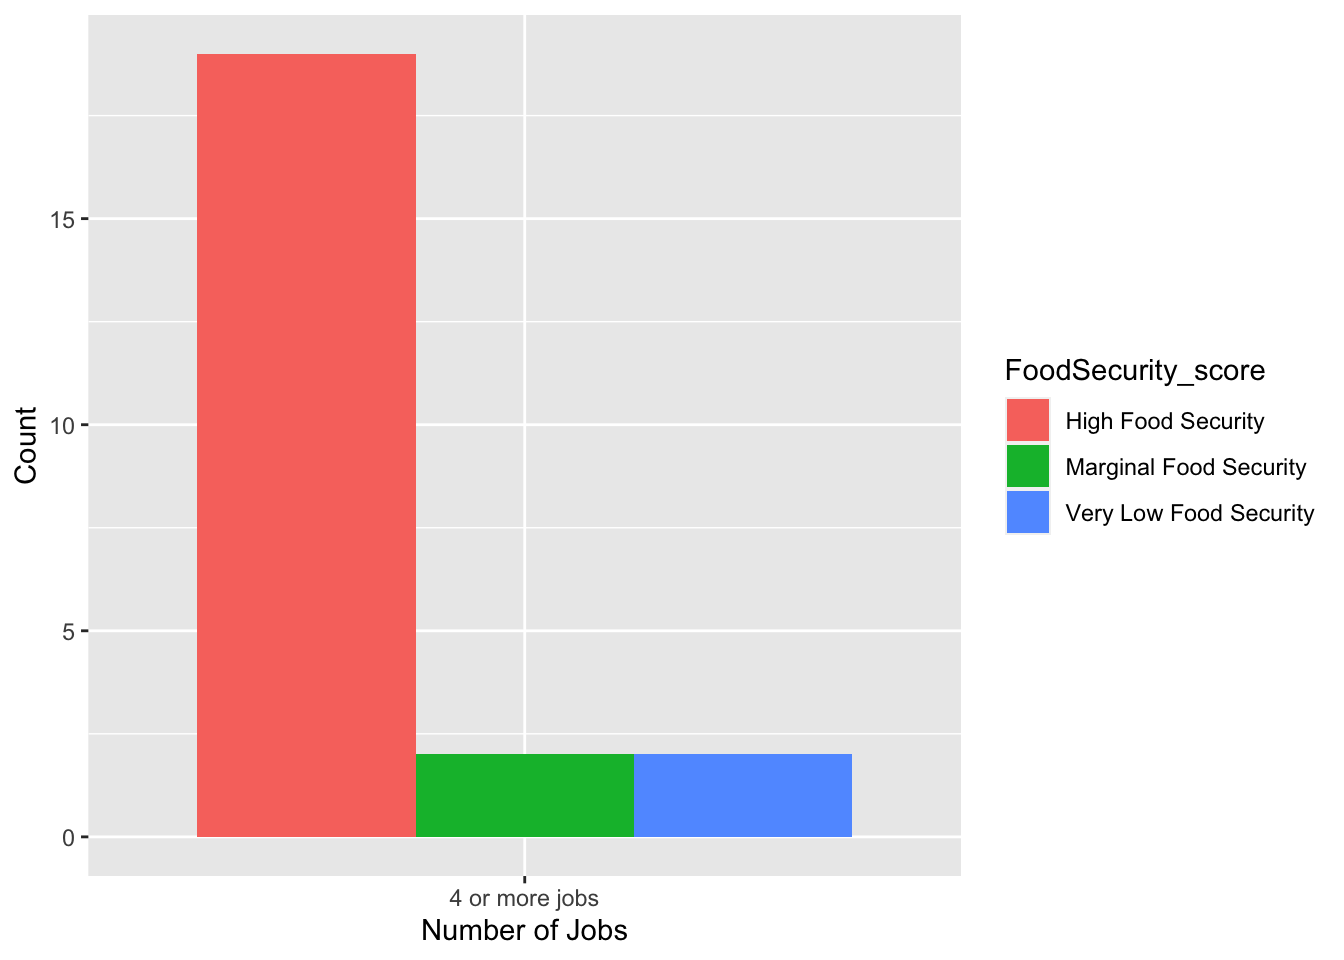 Count
15
10
5
0
4 or more jobs
Number of Jobs
FoodSecurity_score
High Food Security
Marginal Food Security
Very Low Food Security